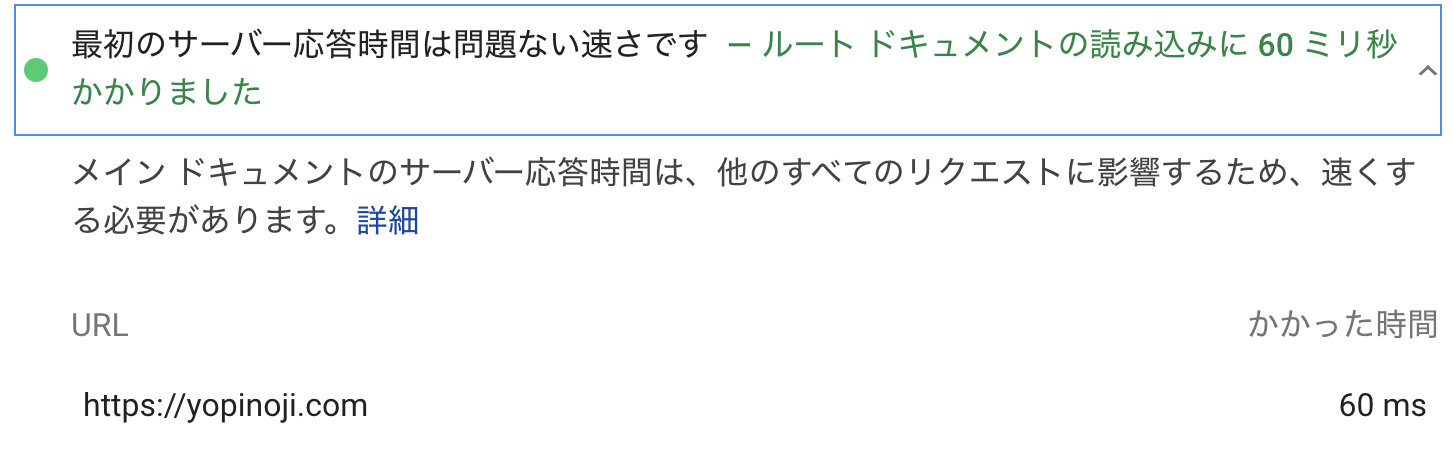 最初のサーバー応答時間は問題ない速さです – ルート ドキュメントの読み込みに 60 ミリ秒
かかりました
メイン ドキュメントのサーバー応答時間は、他のすべてのリクエストに影響するため、速くす
る必要があります。詳細
URL かかった時間
https://yopinoji.com 60 ms